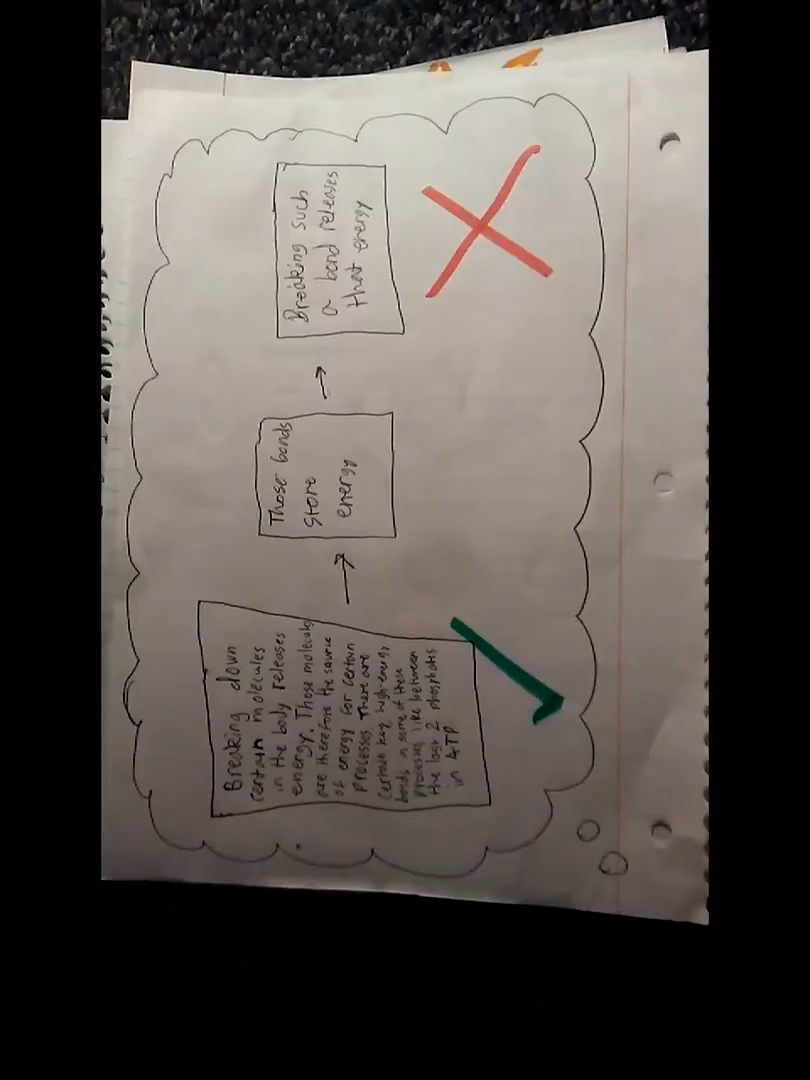 Breaking down
certain molecules
in the body releases
energy. Those molecules
are therefore the source
of energy for certain
processes. There are
certain key, high-energy
bonds in some of these
processes like between
the last 2 phosphates
in ATP
Those bonds
store
energy
Breaking such
a bond releases
that energy